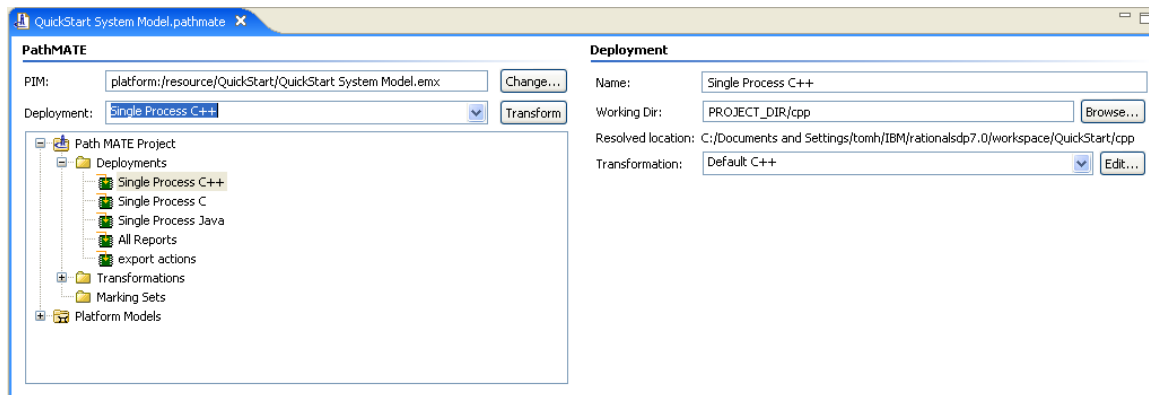 QuickStart System Model.pathmate
PathMATE
PIM: platform:/resource/QuickStart/QuickStart System Model.emx Change...
Deployment: Single Process C++ Transform
Path MATE Project
Deployments
Single Process C++
Single Process C
Single Process Java
All Reports
export actions
Transformations
Marking Sets
Platform Models
Deployment
Name: Single Process C++
Working Dir: PROJECT_DIR/cpp Browse...
Resolved location: C:/Documents and Settings/tomh/IBM/rationalsdp7.0/workspace/QuickStart/cpp
Transformation: Default C++ Edit...